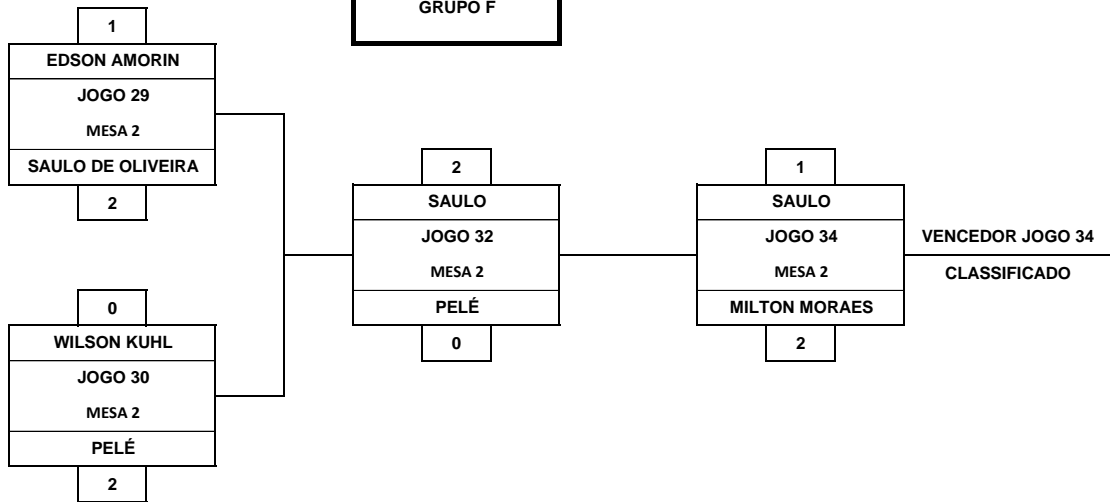 GRUPO F
1
EDSON AMORIN
JOGO 29
MESA 2
SAULO DE OLIVEIRA
2
0
WILSON KUHL
JOGO 30
MESA 2
PELÉ
2
2
SAULO
JOGO 32
MESA 2
PELÉ
0
1
SAULO
JOGO 34
MESA 2
MILTON MORAES
2
VENCEDOR JOGO 34
CLASSIFICADO